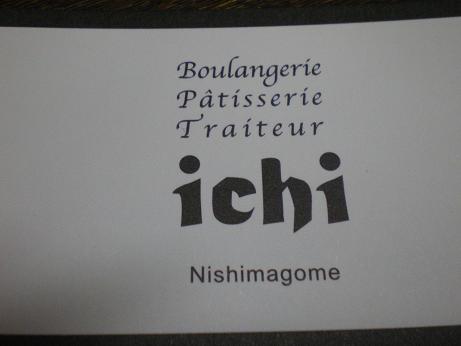 Boulangerie
Pâtisserie
Traiteur
ichi
Nishimagome